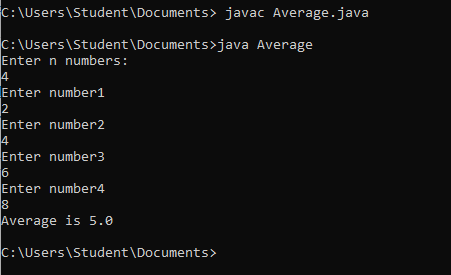 C:\Users\Student\Documents> javac Average.java
C:\Users\Student\Documents>java Average
Enter n numbers:
4
Enter number1
2
Enter number2
4
Enter number3
6
Enter number4
8
Average is 5.0
C:\Users\Student\Documents>